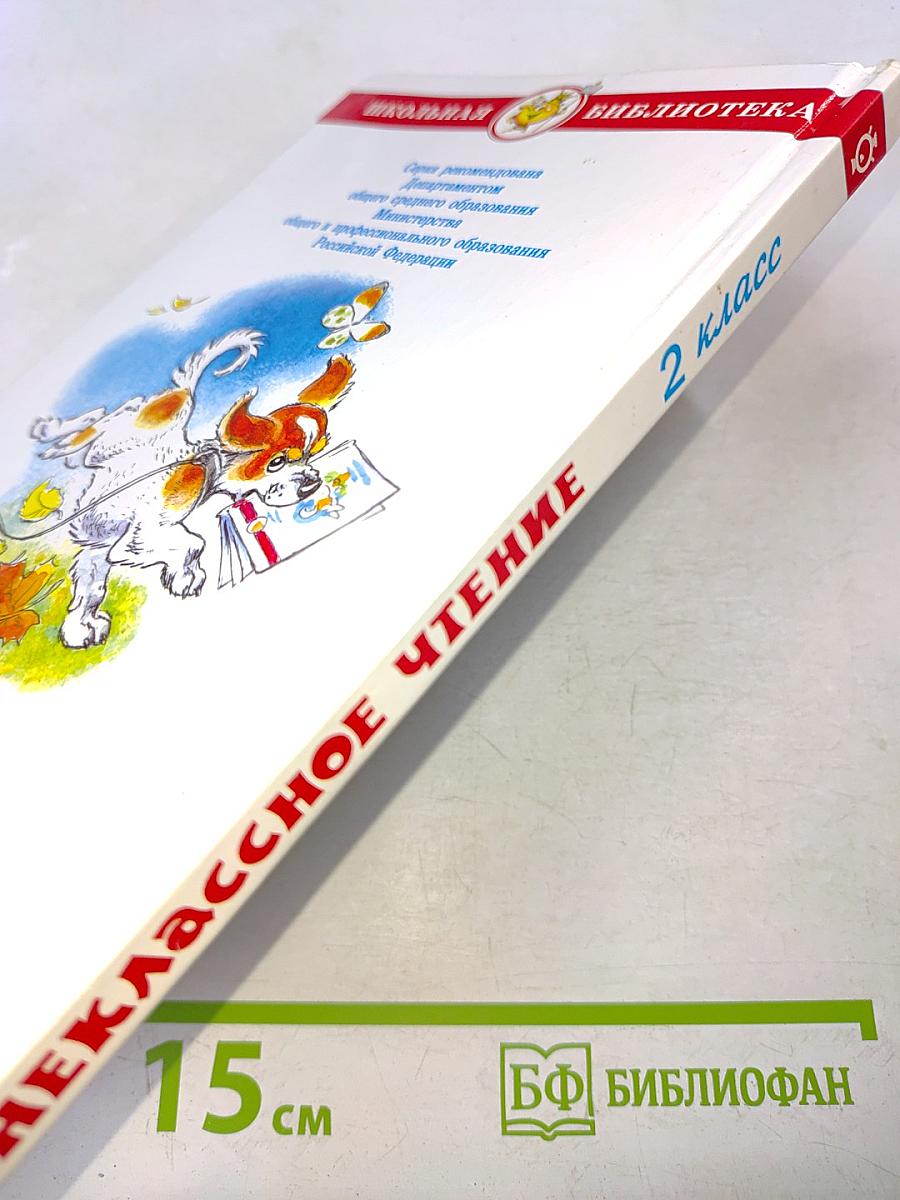 ШКОЛЬНАЯ БИБЛИОТЕКА
Серия рекомендована
Департаментом
общего среднего образования
Министерства
общего и профессионального образования
Российской Федерации
2 класс
НЕКЛАССНОЕ ЧТЕНИЕ
15 см
БФ БИБЛИОФАН